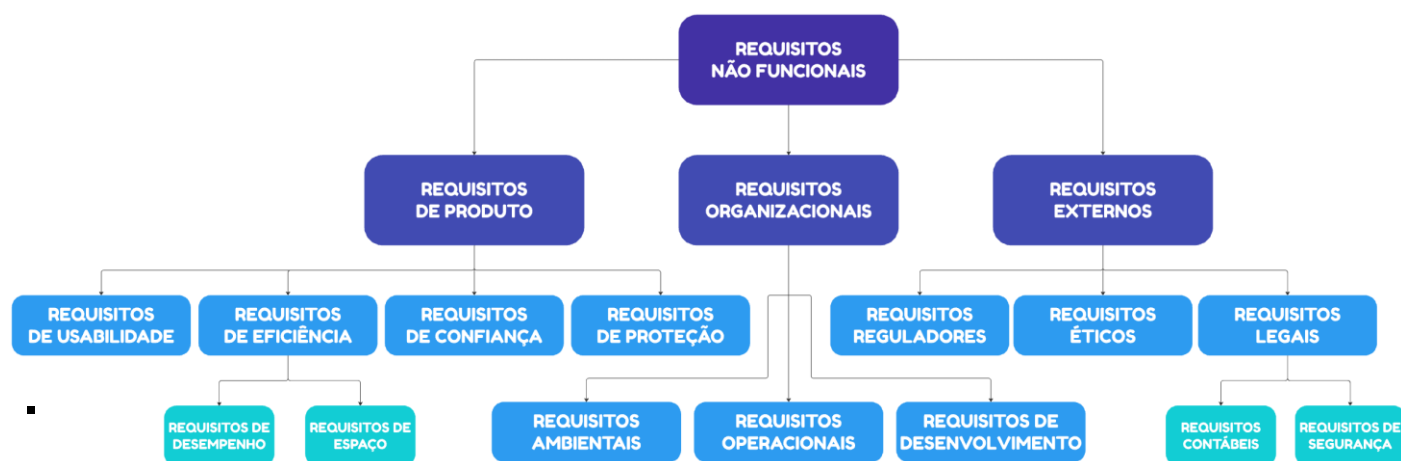 REQUISITOS
NÃO FUNCIONAIS
REQUISITOS
DE PRODUTO
REQUISITOS
ORGANIZACIONAIS
REQUISITOS
EXTERNOS
REQUISITOS
DE USABILIDADE
REQUISITOS
DE EFICIÊNCIA
REQUISITOS
DE CONFIANÇA
REQUISITOS
DE PROTEÇÃO
REQUISITOS
REGULADORES
REQUISITOS
ÉTICOS
REQUISITOS
LEGAIS
REQUISITOS DE
DESEMPENHO
REQUISITOS DE
ESPAÇO
REQUISITOS
AMBIENTAIS
REQUISITOS
OPERACIONAIS
REQUISITOS DE
DESENVOLVIMENTO
REQUISITOS
CONTÁBEIS
REQUISITOS DE
SEGURANÇA